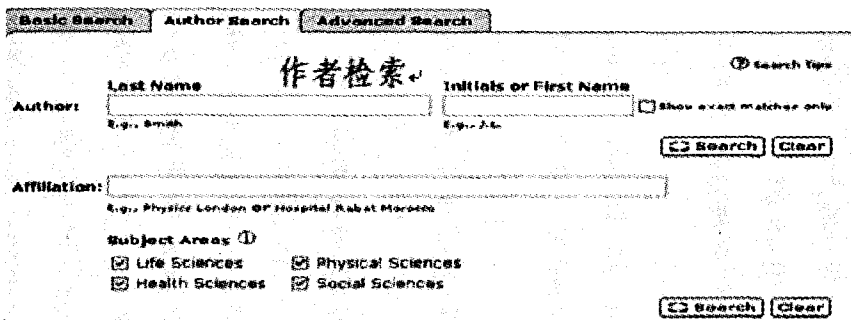 Basic Search Author Search Advanced Search
作者检索↵
? Search Tips
Last Name Initials or First Name
Author: Show exact matches only
E.g., Smith E.g., J.L.
Search Clear
Affiliation:
E.g., Physics London OR Hospital Rabat Morocco
Subject Areas
Life Sciences Physical Sciences
Health Sciences Social Sciences
Search Clear